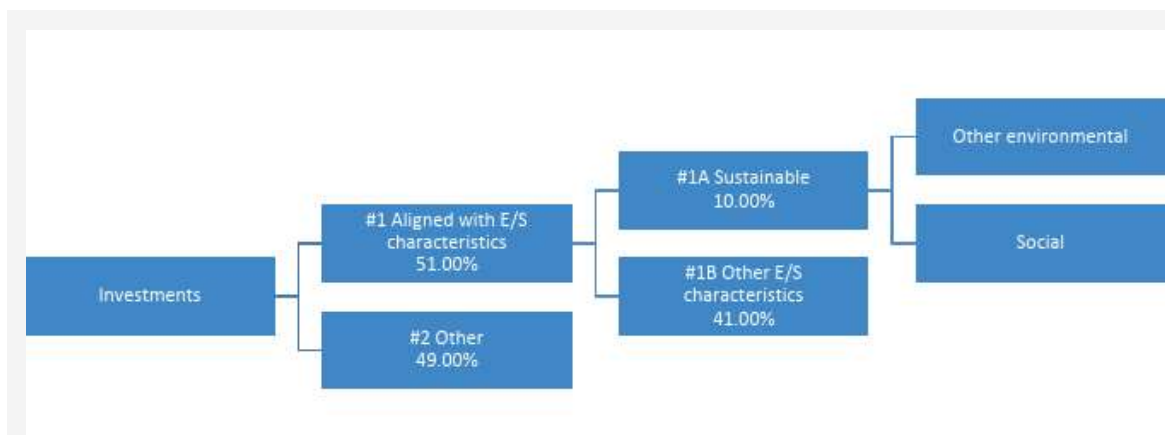 Investments
#1 Aligned with E/S
characteristics
51.00%
#2 Other
49.00%
#1A Sustainable
10.00%
#1B Other E/S
characteristics
41.00%
Other environmental
Social